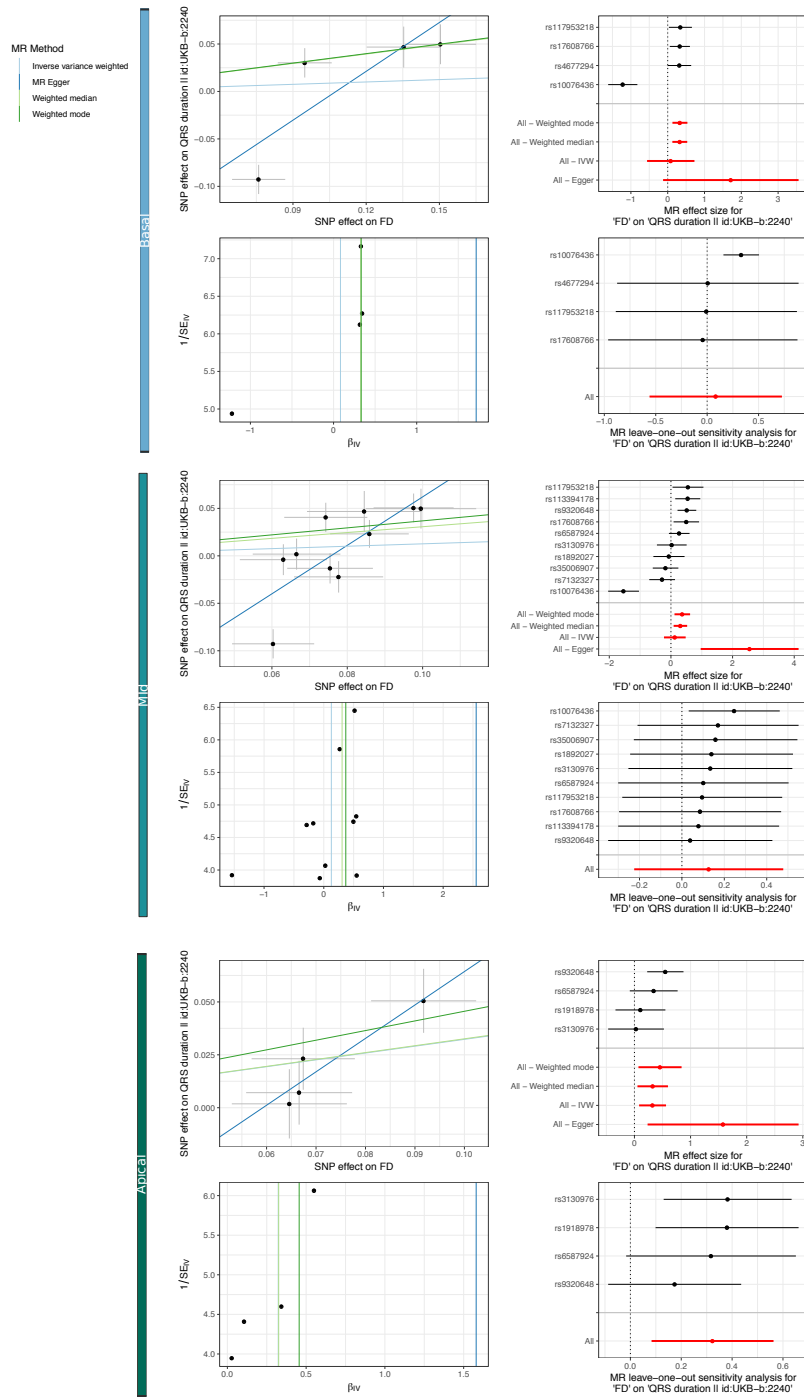 MR Method
Inverse variance weighted
MR Egger
Weighted median
Weighted mode
Basal
SNP effect on QRS duration II id:UKB-b:2240
0.05
0.00
−0.05
−0.10
0.09
0.12
0.15
SNP effect on FD
rs117953218
rs17608766
rs4677294
rs10076436
All − Weighted mode
All − Weighted median
All − IVW
All − Egger
−1
0
1
2
3
MR effect size for
'FD' on 'QRS duration II id:UKB-b:2240'
1/SEIV
7.0
6.5
6.0
5.5
5.0
−1
0
1
βIV
rs10076436
rs4677294
rs117953218
rs17608766
All
−1.0
−0.5
0.0
0.5
MR leave−one−out sensitivity analysis for
'FD' on 'QRS duration II id:UKB-b:2240'
Mid
SNP effect on QRS duration II id:UKB-b:2240
0.05
0.00
−0.05
−0.10
0.06
0.08
0.10
SNP effect on FD
rs117953218
rs113394178
rs9320648
rs17608766
rs6587924
rs3130976
rs1892027
rs35006907
rs7132327
rs10076436
All − Weighted mode
All − Weighted median
All − IVW
All − Egger
−2
0
2
4
MR effect size for
'FD' on 'QRS duration II id:UKB-b:2240'
1/SEIV
6.5
6.0
5.5
5.0
4.5
4.0
−1
0
1
2
βIV
rs10076436
rs7132327
rs35006907
rs1892027
rs3130976
rs6587924
rs117953218
rs17608766
rs113394178
rs9320648
All
0.0
0.2
0.4
MR leave−one−out sensitivity analysis for
'FD' on 'QRS duration II id:UKB-b:2240'
Apical
SNP effect on QRS duration II id:UKB-b:2240
0.050
0.025
0.000
0.06
0.07
0.08
0.09
0.10
SNP effect on FD
rs9320648
rs6587924
rs1918978
rs3130976
All − Weighted mode
All − Weighted median
All − IVW
All − Egger
0
1
2
3
MR effect size for
'FD' on 'QRS duration II id:UKB-b:2240'
1/SEIV
6.0
5.5
5.0
4.5
4.0
0.0
0.5
1.0
1.5
βIV
rs3130976
rs1918978
rs6587924
rs9320648
All
0.0
0.2
0.4
0.6
MR leave−one−out sensitivity analysis for
'FD' on 'QRS duration II id:UKB-b:2240'